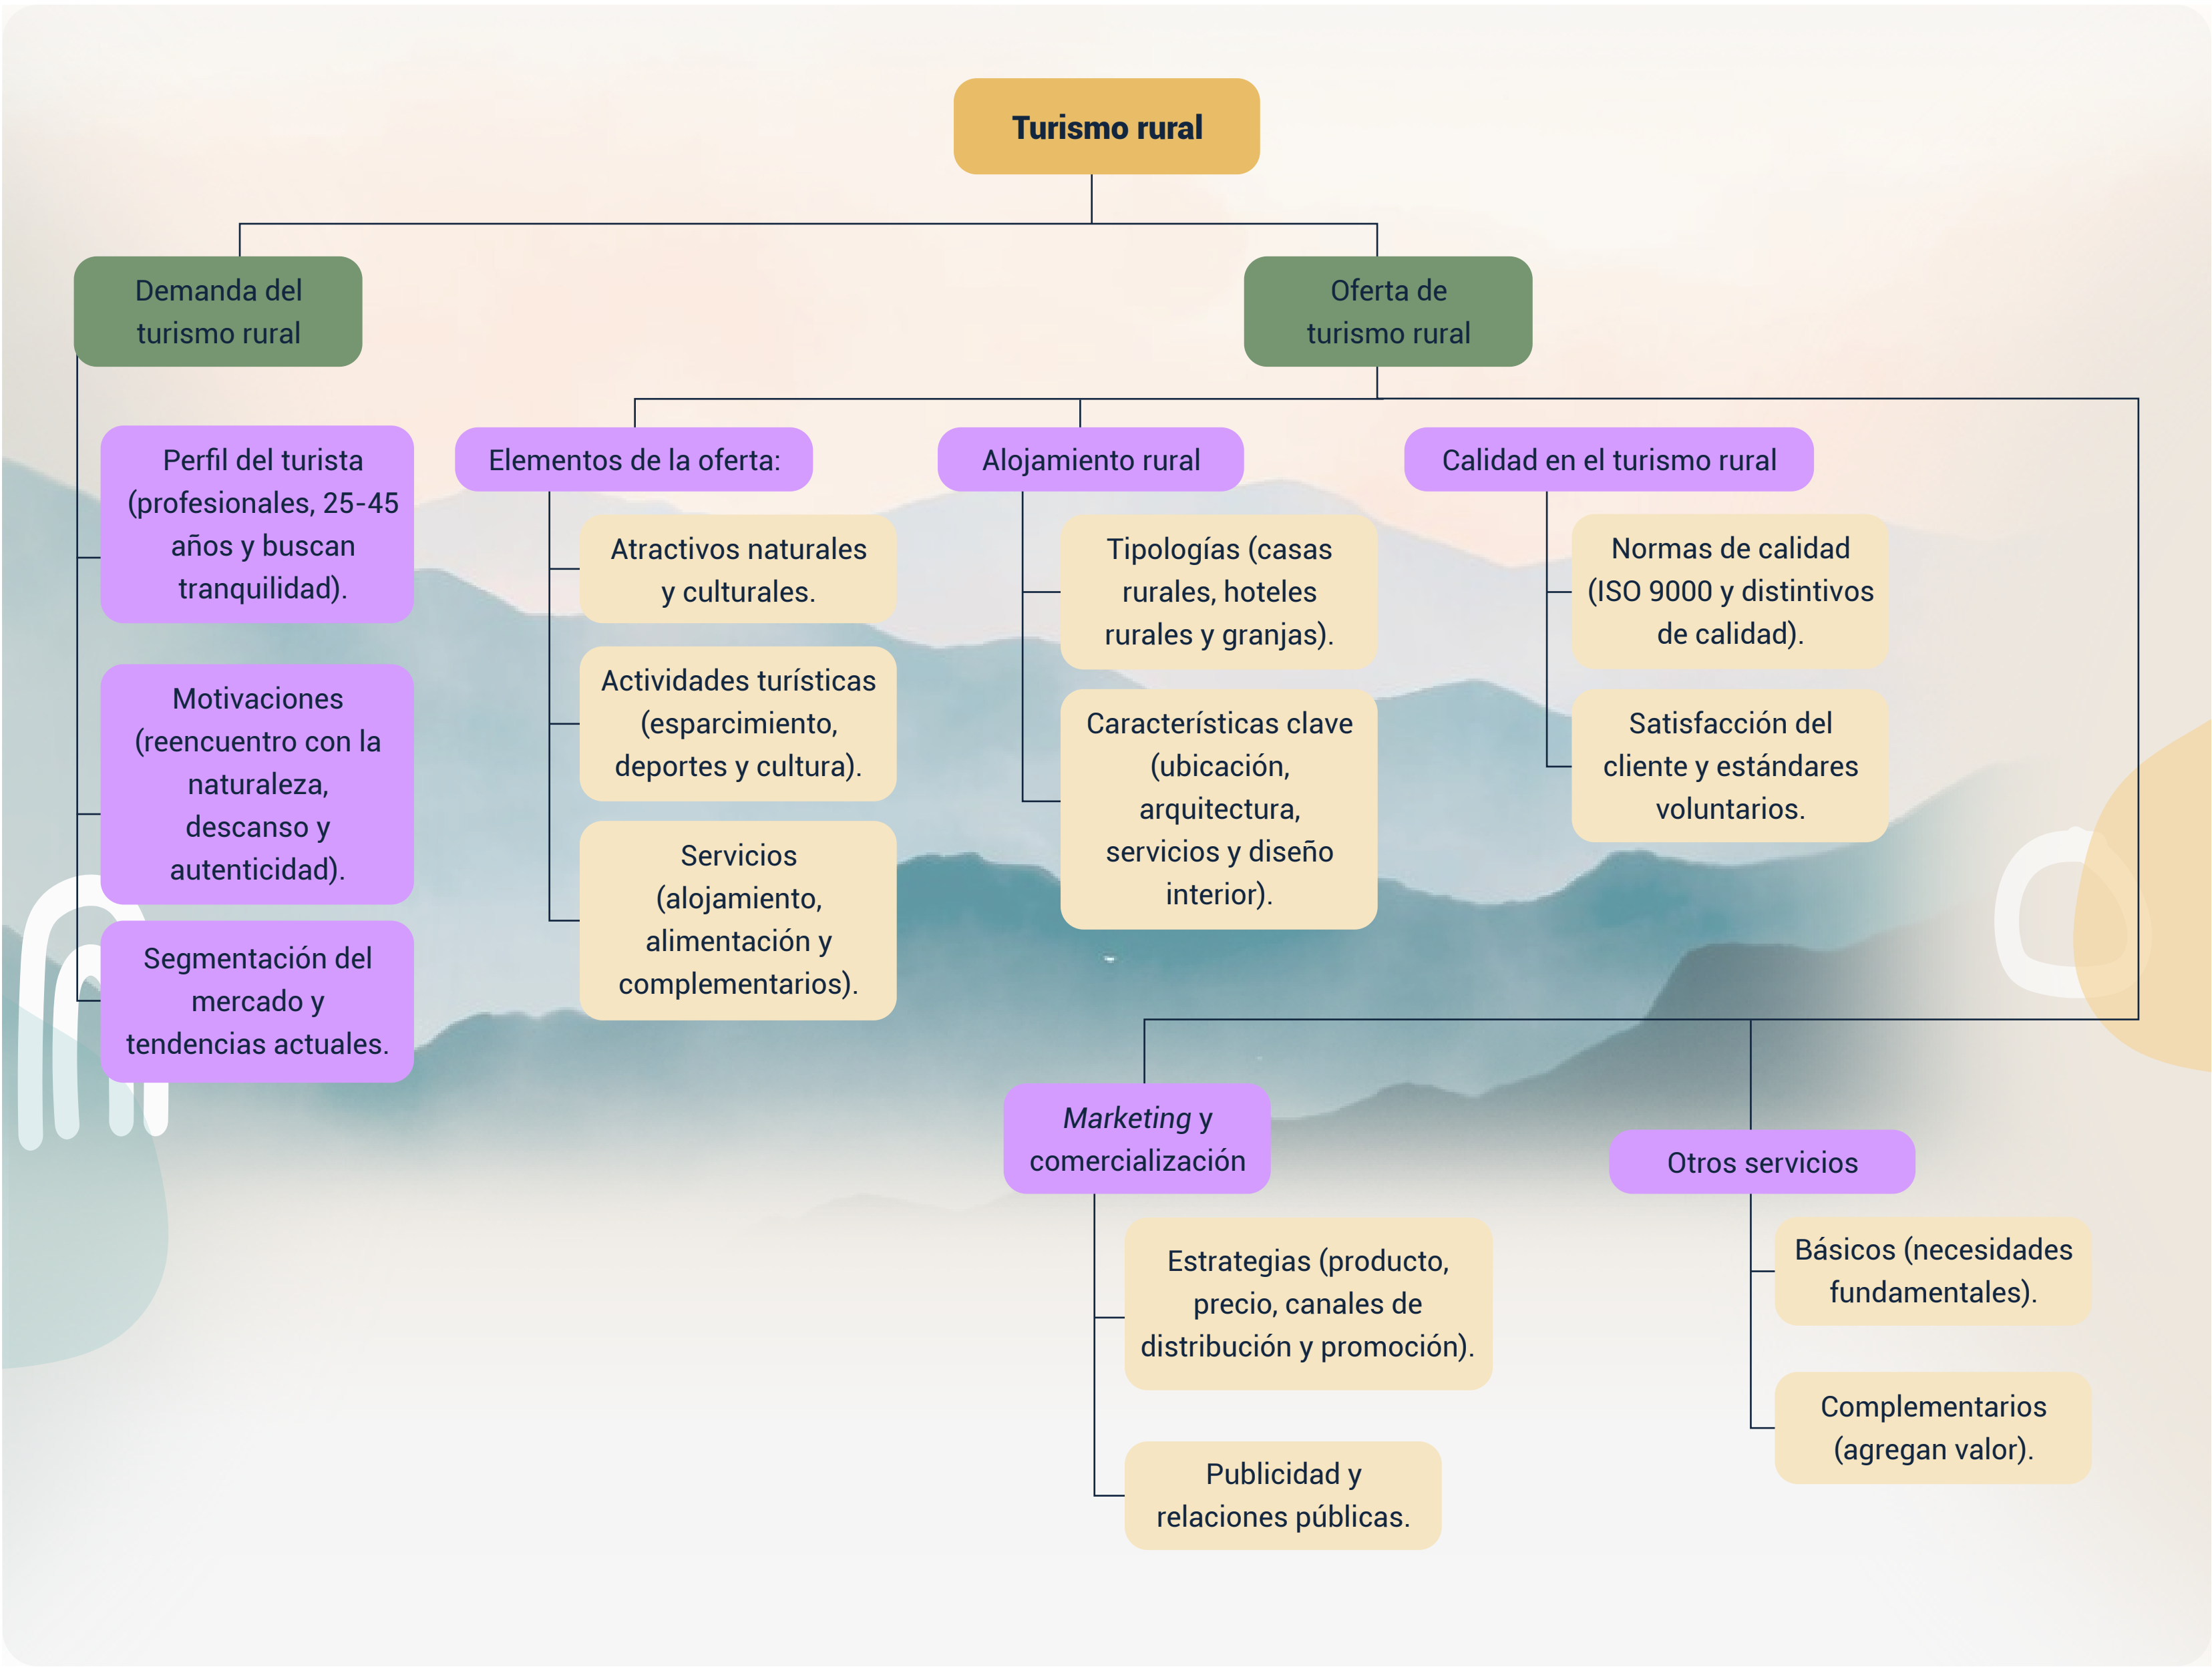 Turismo rural
Demanda del
turismo rural
Oferta de
turismo rural
Perfil del turista
(profesionales, 25-45
años y buscan
tranquilidad).
Motivaciones
(reencuentro con la
naturaleza,
descanso y
autenticidad).
Segmentación del
mercado y
tendencias actuales.
Elementos de la oferta:
Atractivos naturales
y culturales.
Actividades turísticas
(esparcimiento,
deportes y cultura).
Servicios
(alojamiento,
alimentación y
complementarios).
Alojamiento rural
Tipologías (casas
rurales, hoteles
rurales y granjas).
Características clave
(ubicación,
arquitectura,
servicios y diseño
interior).
Calidad en el turismo rural
Normas de calidad
(ISO 9000 y distintivos
de calidad).
Satisfacción del
cliente y estándares
voluntarios.
Marketing y
comercialización
Estrategias (producto,
precio, canales de
distribución y promoción).
Publicidad y
relaciones públicas.
Otros servicios
Básicos (necesidades
fundamentales).
Complementarios
(agregan valor).